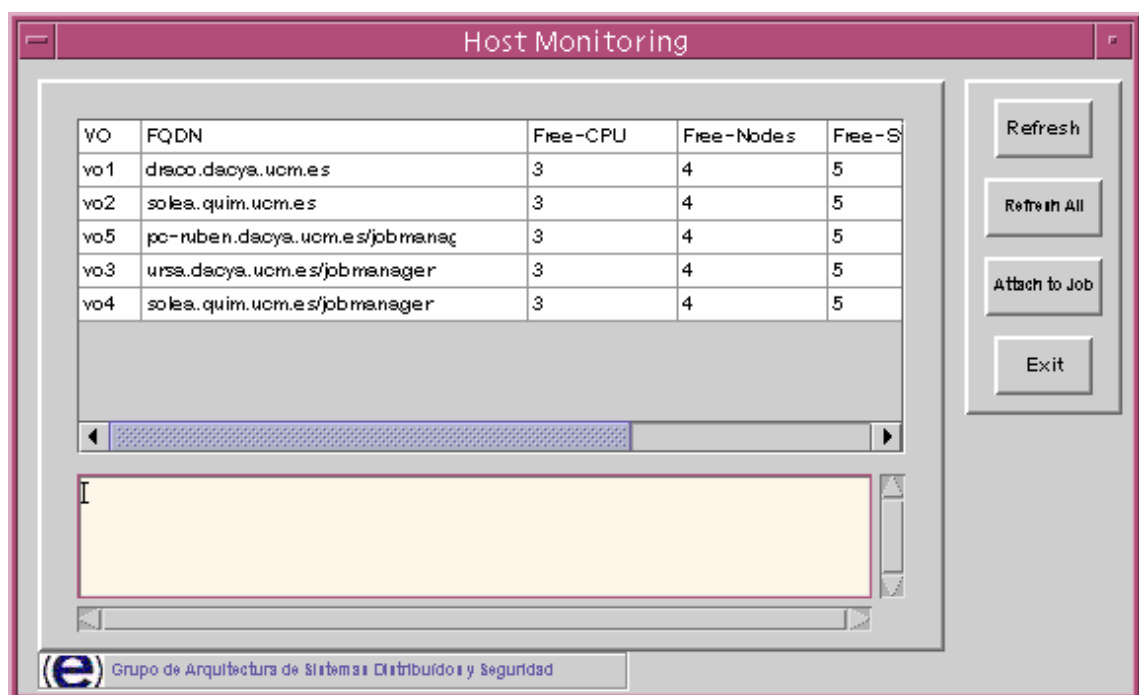 Host Monitoring
VO FQDN Free-CPU Free-Nodes Free-S
vo1 draco.dacya.ucm.es 3 4 5
vo2 solea.quim.ucm.es 3 4 5
vo5 pc-ruben.dacya.ucm.es/jobmanag 3 4 5
vo3 ursa.dacya.ucm.es/jobmanager 3 4 5
vo4 solea.quim.ucm.es/jobmanager 3 4 5
Refresh
Refresh All
Attach to Job
Exit
(e) Grupo de Arquitectura de Sistemas Distribuídos y Seguridad